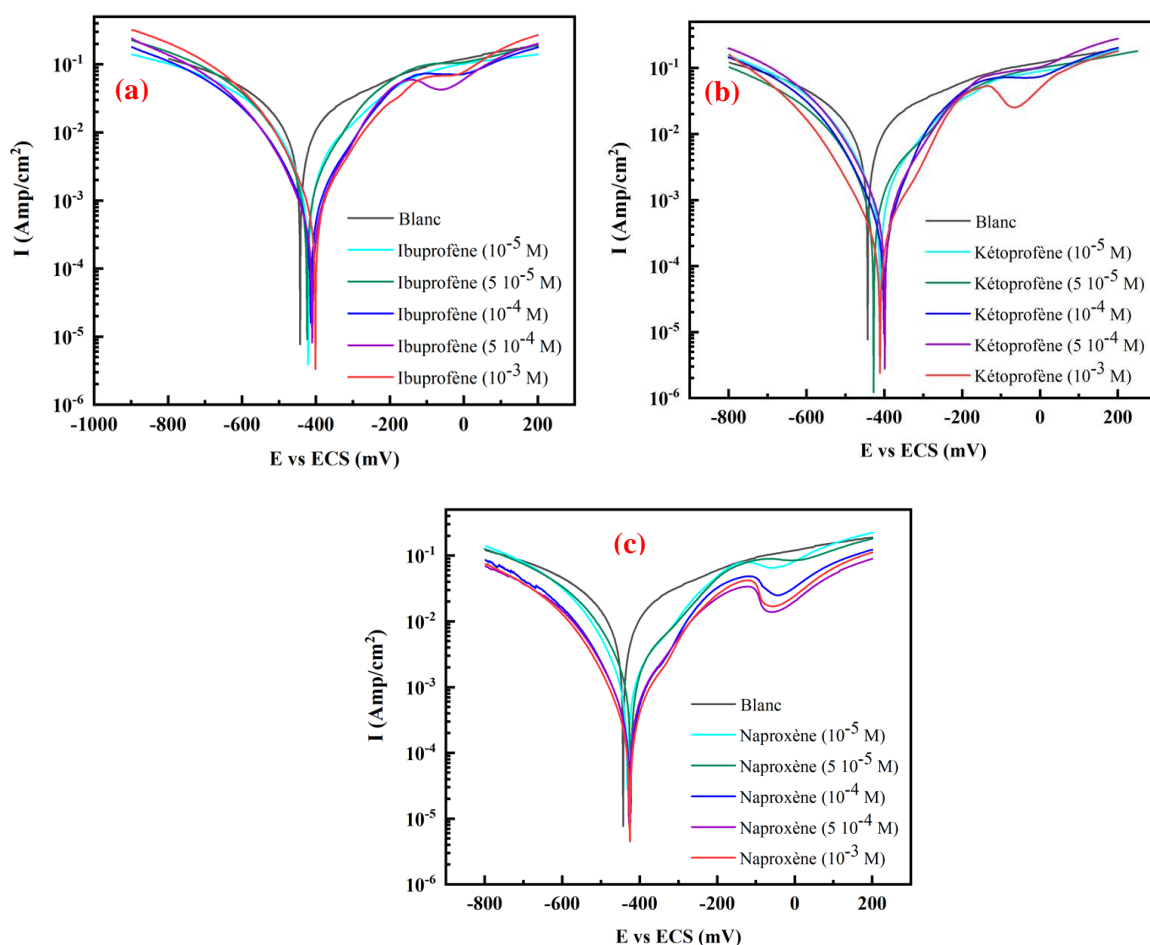 (a)
I (Amp/cm²)
10⁻¹
10⁻²
10⁻³
10⁻⁴
10⁻⁵
10⁻⁶
Blanc
Ibuprofène (10⁻⁵ M)
Ibuprofène (5 10⁻⁵ M)
Ibuprofène (10⁻⁴ M)
Ibuprofène (5 10⁻⁴ M)
Ibuprofène (10⁻³ M)
-1000 -800 -600 -400 -200 0 200
E vs ECS (mV)
(b)
I (Amp/cm²)
10⁻¹
10⁻²
10⁻³
10⁻⁴
10⁻⁵
10⁻⁶
Blanc
Kétoprofène (10⁻⁵ M)
Kétoprofène (5 10⁻⁵ M)
Kétoprofène (10⁻⁴ M)
Kétoprofène (5 10⁻⁴ M)
Kétoprofène (10⁻³ M)
-800 -600 -400 -200 0 200
E vs ECS (mV)
(c)
I (Amp/cm²)
10⁻¹
10⁻²
10⁻³
10⁻⁴
10⁻⁵
10⁻⁶
Blanc
Naproxène (10⁻⁵ M)
Naproxène (5 10⁻⁵ M)
Naproxène (10⁻⁴ M)
Naproxène (5 10⁻⁴ M)
Naproxène (10⁻³ M)
-800 -600 -400 -200 0 200
E vs ECS (mV)